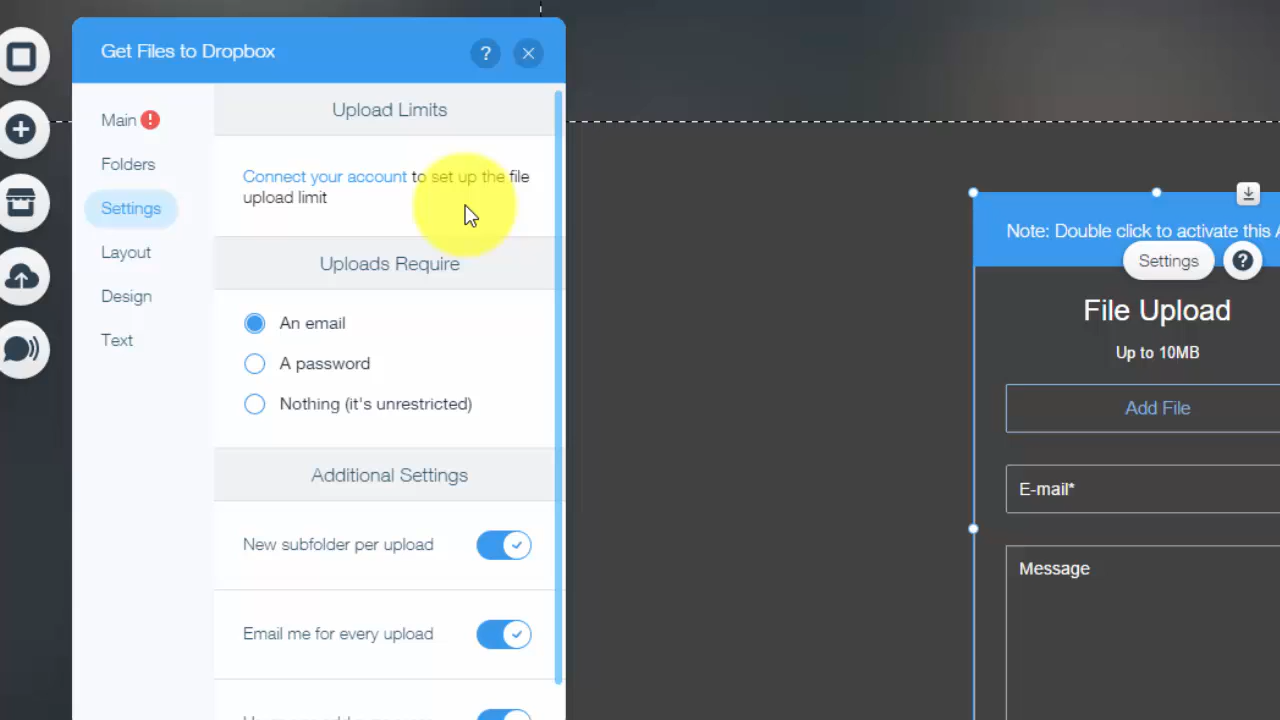 Get Files to Dropbox
?
Main !
Folders
Settings
Layout
Design
Text
Upload Limits
Connect your account to set up the file
upload limit
Uploads Require
An email
A password
Nothing (it's unrestricted)
Additional Settings
New subfolder per upload
Email me for every upload
Note: Double click to activate this
Settings
?
File Upload
Up to 10MB
Add File
E-mail*
Message